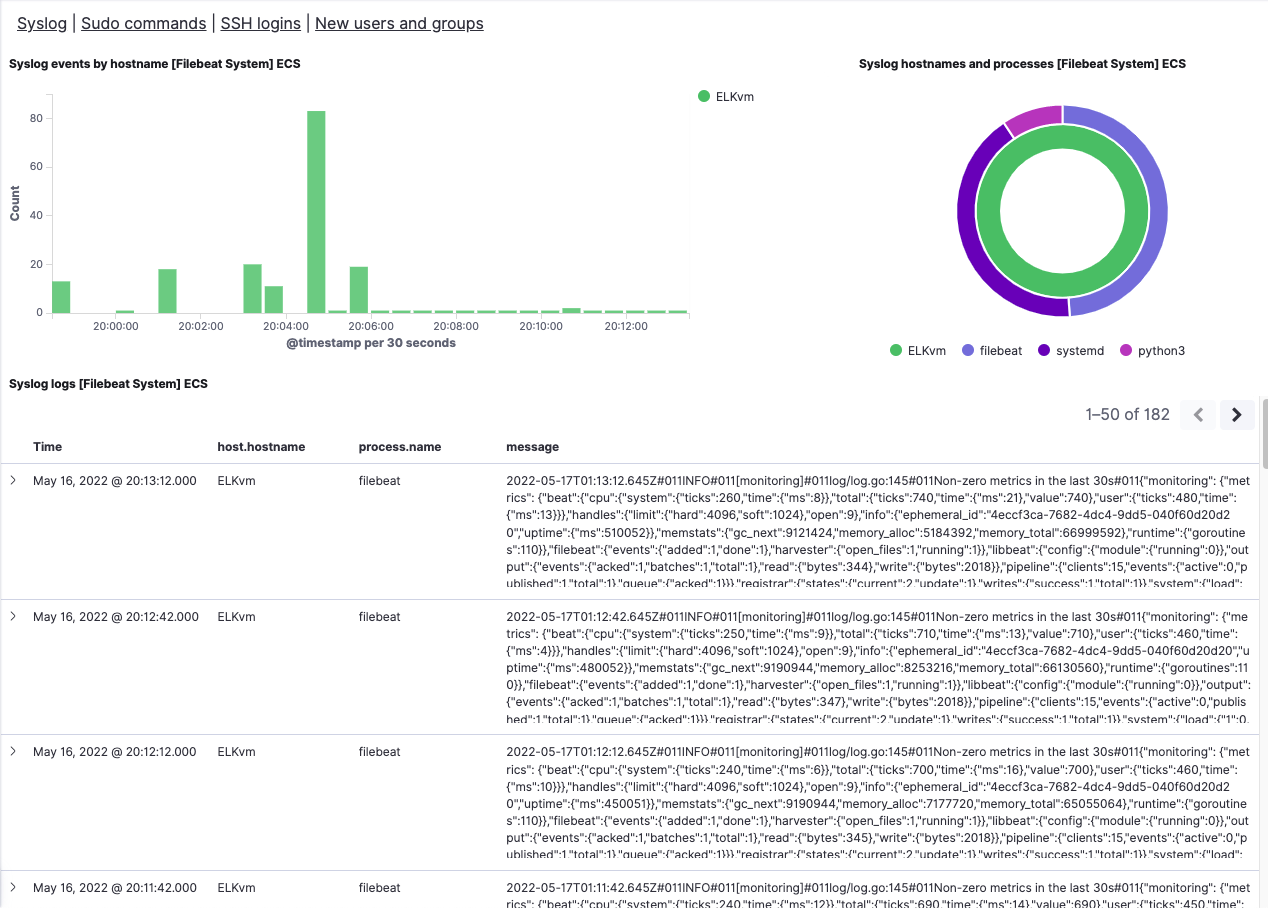 Syslog | Sudo commands | SSH logins | New users and groups
Syslog events by hostname [Filebeat System] ECS
80
60
40
20
0
Count
20:00:00 20:02:00 20:04:00 20:06:00 20:08:00 20:10:00 20:12:00
@timestamp per 30 seconds
ELKvm
Syslog hostnames and processes [Filebeat System] ECS
ELKvm filebeat systemd python3
Syslog logs [Filebeat System] ECS
1–50 of 182
Time host.hostname process.name message
May 16, 2022 @ 20:13:12.000 ELKvm filebeat 2022-05-17T01:13:12.645Z#011INFO#011[monitoring]#011log/log.go:145#011Non-zero metrics in the last 30s#011{"monitoring": {"met
rics": {"beat":{"cpu":{"system":{"ticks":260,"time":{"ms":8}},"total":{"ticks":740,"time":{"ms":21},"value":740},"user":{"ticks":480,"time":
{"ms":13}}},"handles":{"limit":{"hard":4096,"soft":1024},"open":9},"info":{"ephemeral_id":"4eccf3ca-7682-4dc4-9dd5-040f60d20d2
0","uptime":{"ms":510052}},"memstats":{"gc_next":9121424,"memory_alloc":5184392,"memory_total":66999592},"runtime":{"goroutine
s":110}},"filebeat":{"events":{"added":1,"done":1},"harvester":{"open_files":1,"running":1}},"libbeat":{"config":{"module":{"running":0}},"out
put":{"events":{"acked":1,"batches":1,"total":1},"read":{"bytes":344},"write":{"bytes":2018}},"pipeline":{"clients":15,"events":{"active":0,"p
ublished":1,"total":1},"queue":{"acked":1}}},"registrar":{"states":{"current":2,"update":1},"writes":{"success":1,"total":1}},"system":{"load":
May 16, 2022 @ 20:12:42.000 ELKvm filebeat 2022-05-17T01:12:42.645Z#011INFO#011[monitoring]#011log/log.go:145#011Non-zero metrics in the last 30s#011{"monitoring": {"me
trics": {"beat":{"cpu":{"system":{"ticks":250,"time":{"ms":9}},"total":{"ticks":710,"time":{"ms":13},"value":710},"user":{"ticks":460,"time":
{"ms":4}}},"handles":{"limit":{"hard":4096,"soft":1024},"open":9},"info":{"ephemeral_id":"4eccf3ca-7682-4dc4-9dd5-040f60d20d20","u
ptime":{"ms":480052}},"memstats":{"gc_next":9190944,"memory_alloc":8253216,"memory_total":66130560},"runtime":{"goroutines":11
0}},"filebeat":{"events":{"added":1,"done":1},"harvester":{"open_files":1,"running":1}},"libbeat":{"config":{"module":{"running":0}},"output":
{"events":{"acked":1,"batches":1,"total":1},"read":{"bytes":347},"write":{"bytes":2018}},"pipeline":{"clients":15,"events":{"active":0,"publis
hed":1,"total":1},"queue":{"acked":1}}},"registrar":{"states":{"current":2,"update":1},"writes":{"success":1,"total":1}},"system":{"load":{"1":0.
May 16, 2022 @ 20:12:12.000 ELKvm filebeat 2022-05-17T01:12:12.645Z#011INFO#011[monitoring]#011log/log.go:145#011Non-zero metrics in the last 30s#011{"monitoring": {"met
rics": {"beat":{"cpu":{"system":{"ticks":240,"time":{"ms":6}},"total":{"ticks":700,"time":{"ms":16},"value":700},"user":{"ticks":460,"time":
{"ms":10}}},"handles":{"limit":{"hard":4096,"soft":1024},"open":9},"info":{"ephemeral_id":"4eccf3ca-7682-4dc4-9dd5-040f60d20d2
0","uptime":{"ms":450051}},"memstats":{"gc_next":9190944,"memory_alloc":7177720,"memory_total":65055064},"runtime":{"goroutine
s":110}},"filebeat":{"events":{"added":1,"done":1},"harvester":{"open_files":1,"running":1}},"libbeat":{"config":{"module":{"running":0}},"out
put":{"events":{"acked":1,"batches":1,"total":1},"read":{"bytes":345},"write":{"bytes":2018}},"pipeline":{"clients":15,"events":{"active":0,"p
ublished":1,"total":1},"queue":{"acked":1}}},"registrar":{"states":{"current":2,"update":1},"writes":{"success":1,"total":1}},"system":{"load":
May 16, 2022 @ 20:11:42.000 ELKvm filebeat 2022-05-17T01:11:42.645Z#011INFO#011[monitoring]#011log/log.go:145#011Non-zero metrics in the last 30s#011{"monitoring": {"met
rics": {"beat":{"cpu":{"system":{"ticks":240,"time":{"ms":12}},"total":{"ticks":690,"time":{"ms":14},"value":690},"user":{"ticks":450,"time":